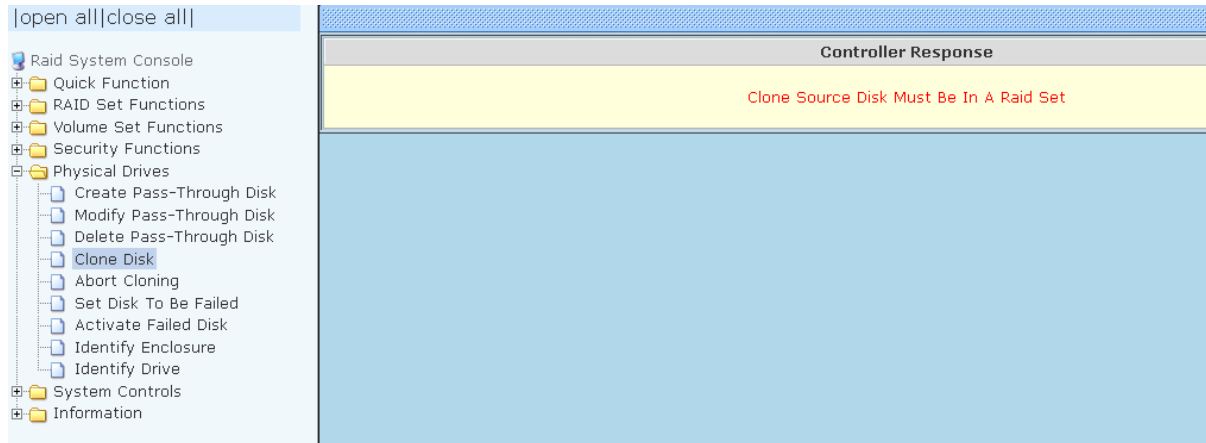 |open all|close all|
Raid System Console
Quick Function
RAID Set Functions
Volume Set Functions
Security Functions
Physical Drives
Create Pass-Through Disk
Modify Pass-Through Disk
Delete Pass-Through Disk
Clone Disk
Abort Cloning
Set Disk To Be Failed
Activate Failed Disk
Identify Enclosure
Identify Drive
System Controls
Information
Controller Response
Clone Source Disk Must Be In A Raid Set